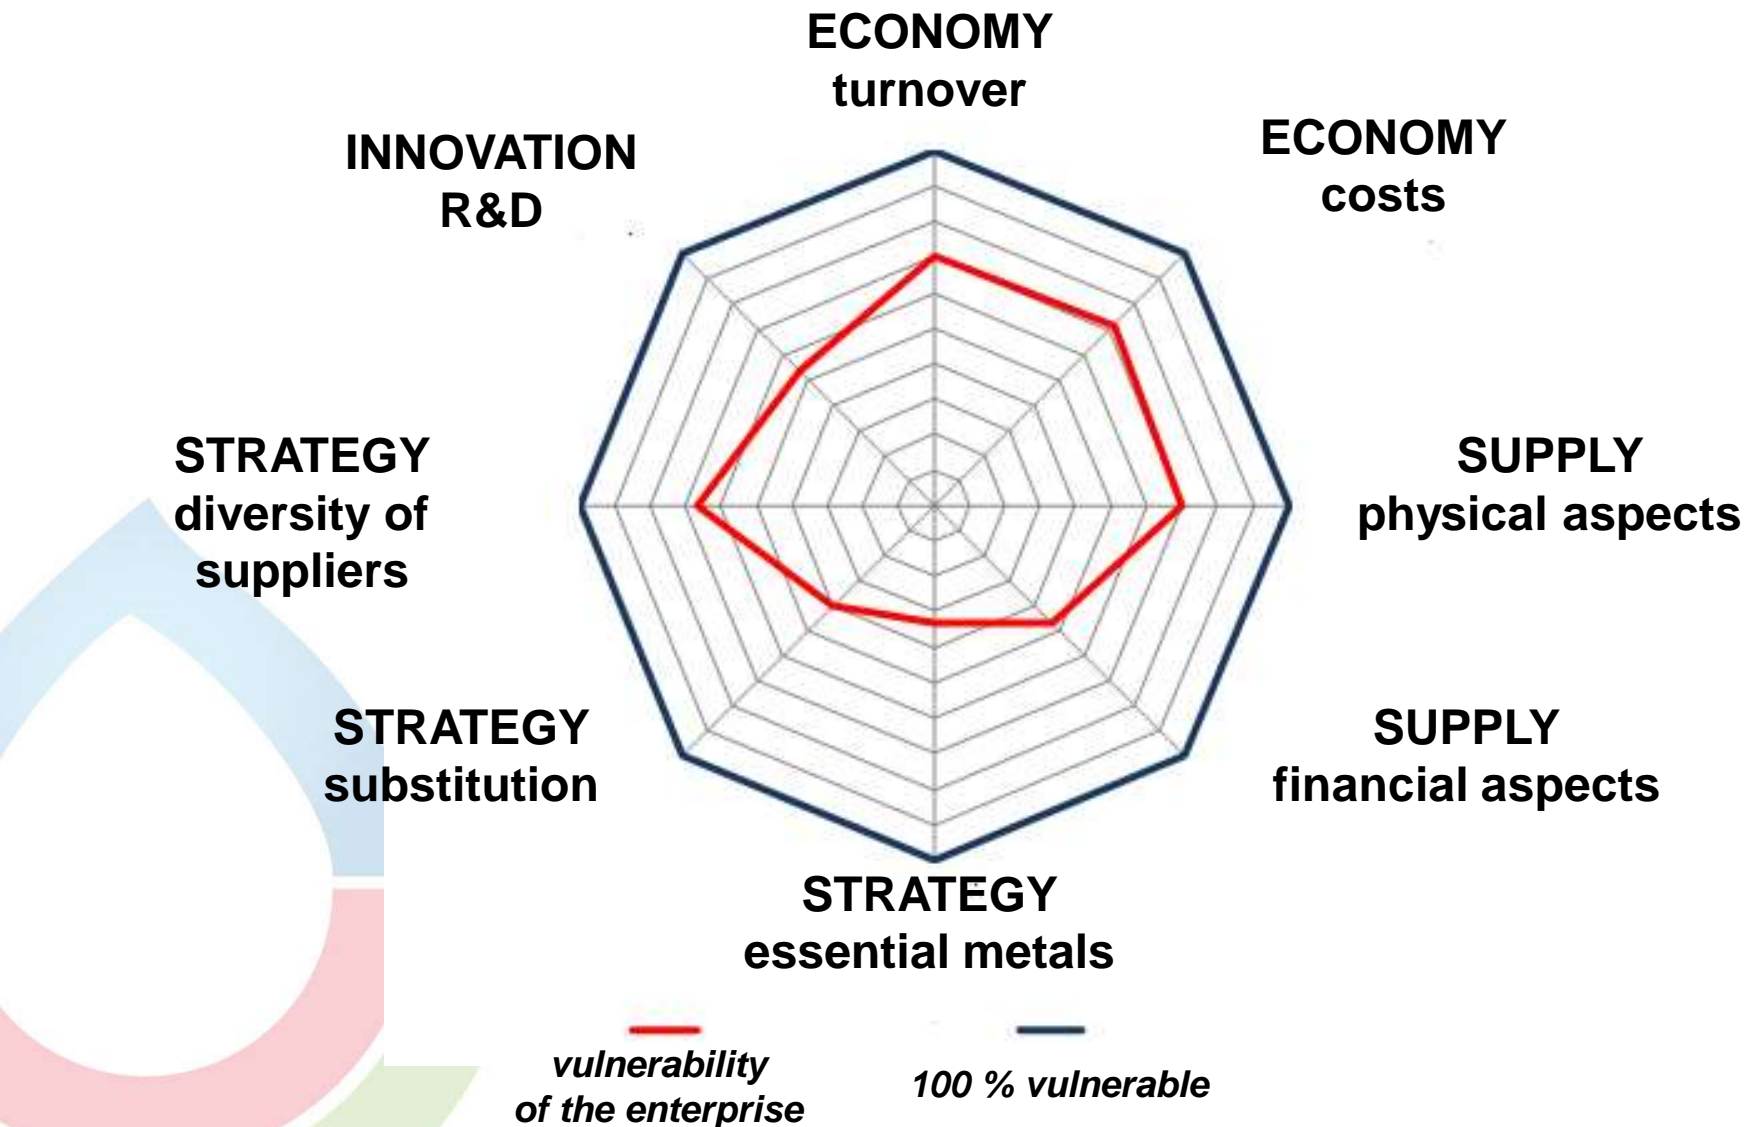 ECONOMY
turnover
ECONOMY
costs
INNOVATION
R&D
SUPPLY
physical aspects
STRATEGY
diversity of
suppliers
SUPPLY
financial aspects
STRATEGY
substitution
STRATEGY
essential metals
vulnerability
of the enterprise
100 % vulnerable